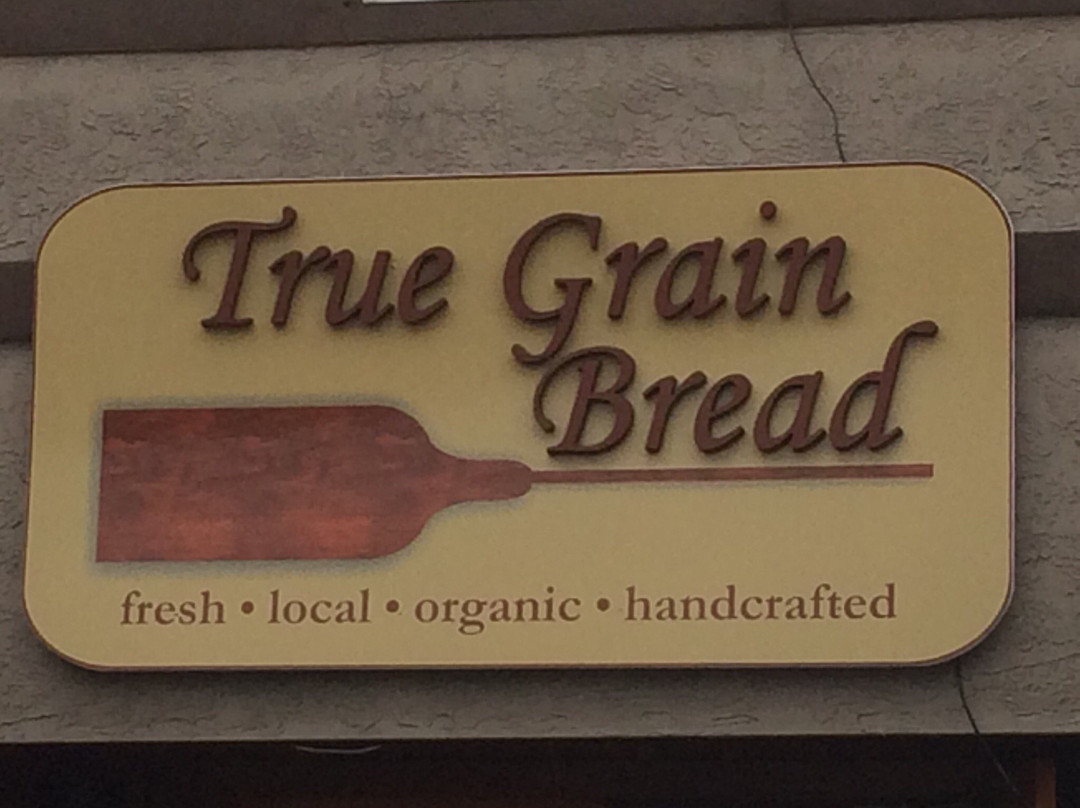 True Grain
Bread
fresh • local • organic • handcrafted